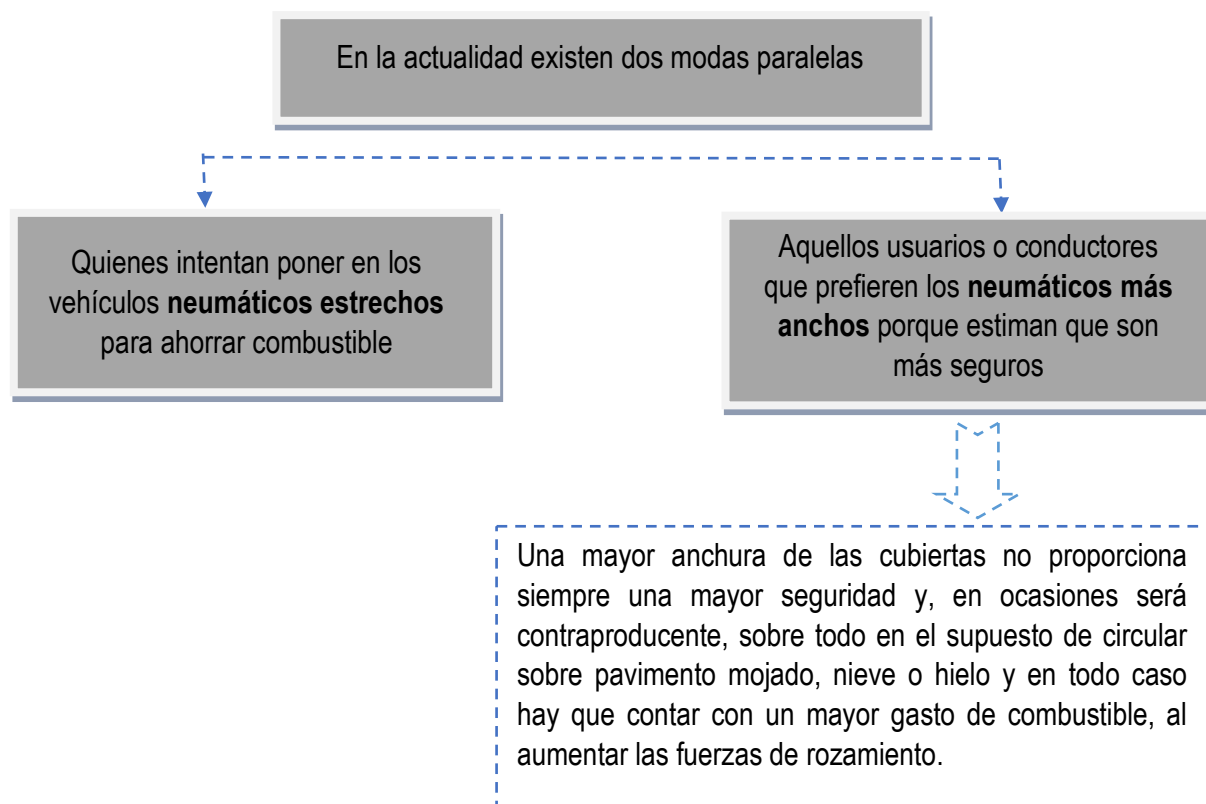 En la actualidad existen dos modas paralelas
Quienes intentan poner en los
vehículos neumáticos estrechos
para ahorrar combustible
Aquellos usuarios o conductores
que prefieren los neumáticos más
anchos porque estiman que son
más seguros
Una mayor anchura de las cubiertas no proporciona
siempre una mayor seguridad y, en ocasiones será
contraproducente, sobre todo en el supuesto de circular
sobre pavimento mojado, nieve o hielo y en todo caso
hay que contar con un mayor gasto de combustible, al
aumentar las fuerzas de rozamiento.